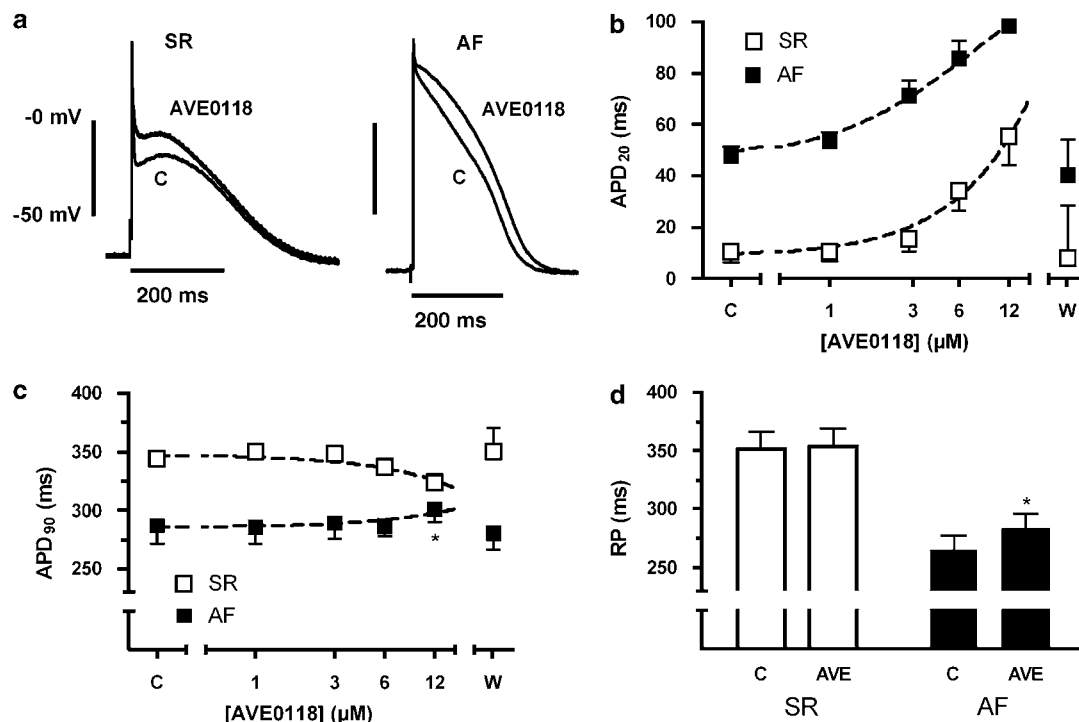 a
SR
AF
-0 mV
AVE0118
AVE0118
C
C
-50 mV
200 ms
200 ms
b
SR
AF
APD20 (ms)
100
80
60
40
20
0
C
1
3
6
12
W
[AVE0118] (µM)
c
APD90 (ms)
400
350
300
250
*
SR
AF
C
1
3
6
12
W
[AVE0118] (µM)
d
RP (ms)
400
350
300
250
*
C
AVE
C
AVE
SR
AF